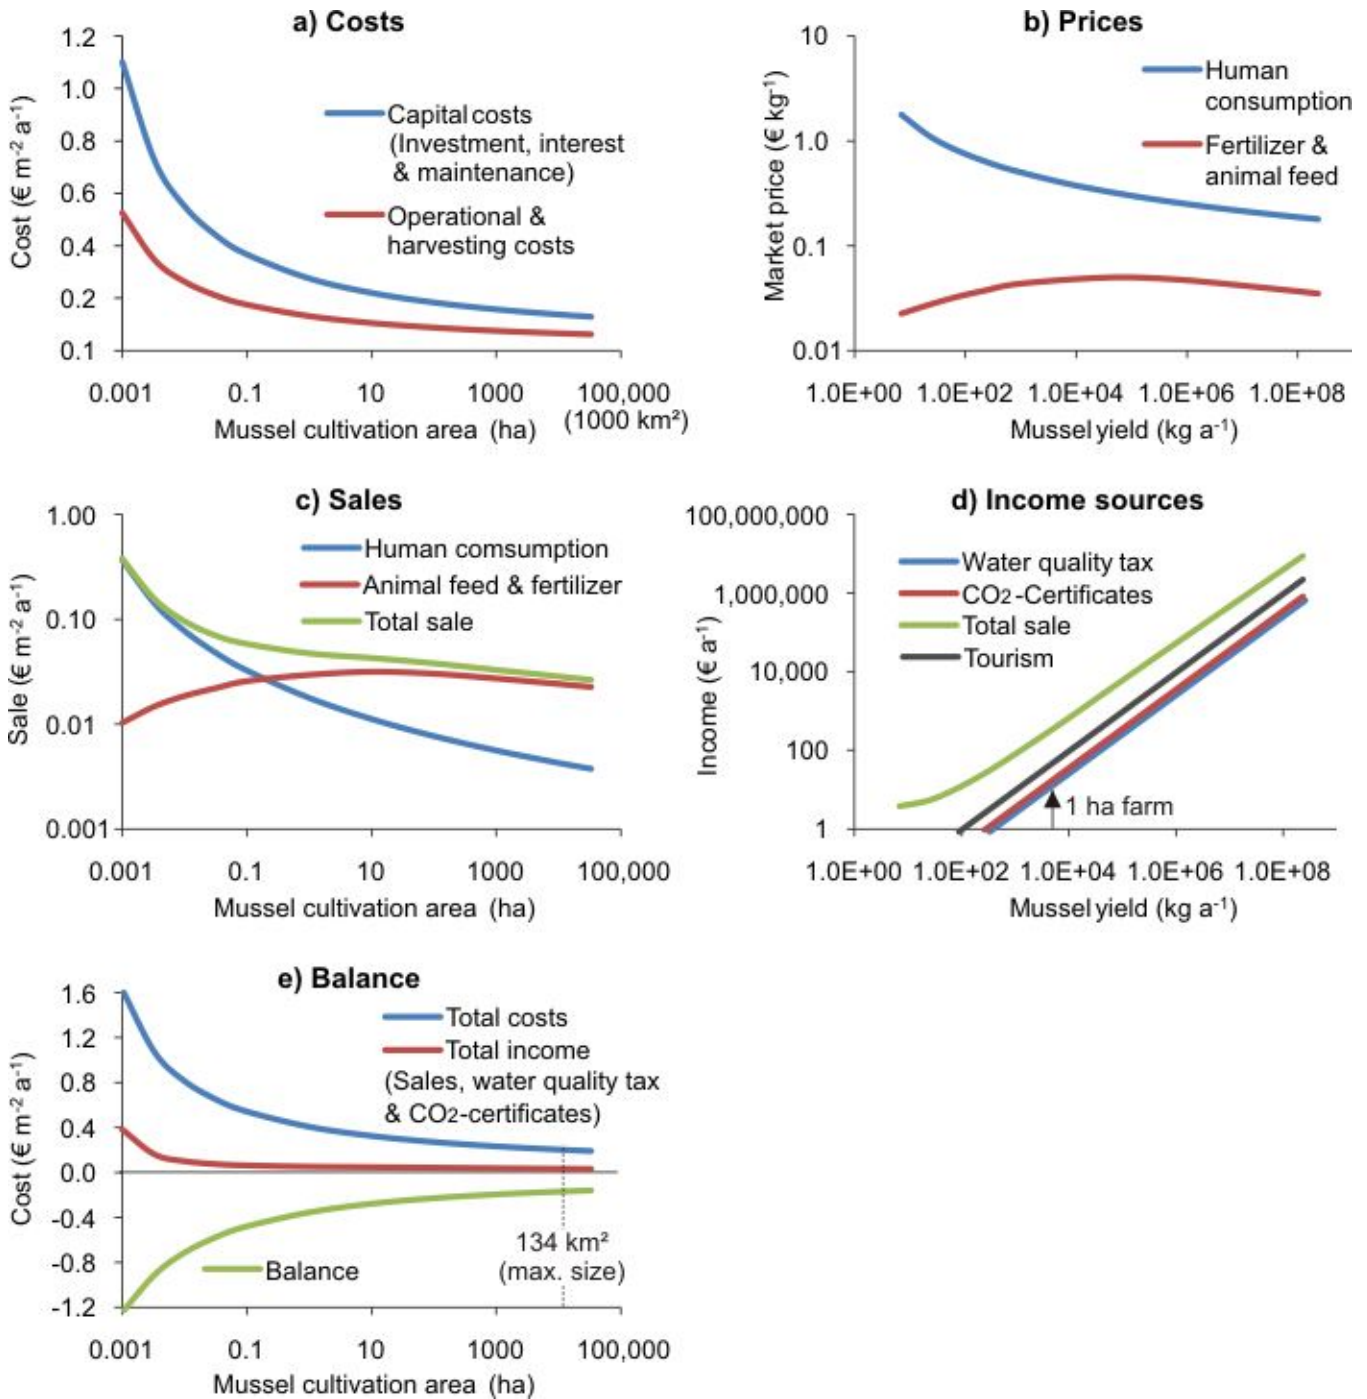 a) Costs
1.2
1.0
0.8
0.6
0.4
0.2
0.1
Cost (€ m-2 a-1)
Capital costs
(Investment, interest
& maintenance)
Operational &
harvesting costs
0.001
0.1
10
1000
100,000
(1000 km²)
Mussel cultivation area (ha)
b) Prices
10
1.0
0.1
0.01
Market price (€ kg-1)
Human
consumption
Fertilizer &
animal feed
1.0E+00 1.0E+02 1.0E+04 1.0E+06 1.0E+08
Mussel yield (kg a-1)
c) Sales
1.00
0.10
0.01
0.001
Sale (€ m-2 a-1)
Human comsumption
Animal feed & fertilizer
Total sale
0.001
0.1
10
1000
100,000
Mussel cultivation area (ha)
d) Income sources
100,000,000
1,000,000
10,000
100
1
Income (€ a-1)
Water quality tax
CO2-Certificates
Total sale
Tourism
1 ha farm
1.0E+00 1.0E+02 1.0E+04 1.0E+06 1.0E+08
Mussel yield (kg a-1)
e) Balance
1.6
1.2
0.8
0.4
0.0
-0.4
-0.8
-1.2
Cost (€ m-2 a-1)
Total costs
Total income
(Sales, water quality tax
& CO2-certificates)
134 km²
(max. size)
Balance
0.001
0.1
10
1000
100,000
Mussel cultivation area (ha)